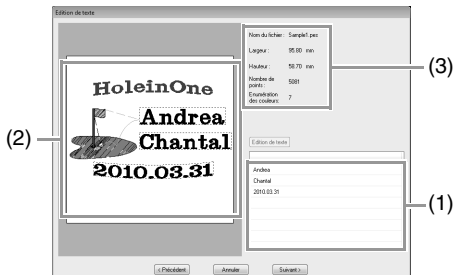 Edition de texte
Nom du fichier: Sample1.pes
Largeur: 95.80 mm
Hauteur: 58.70 mm
Nombre de points: 5081
Enumération des couleurs: 7
(3)
HoleinOne
Andrea
Chantal
2010.03.31
(2)
Edition de texte
Andrea
Chantal
2010.03.31
(1)
< Précédent
Annuler
Suivant >